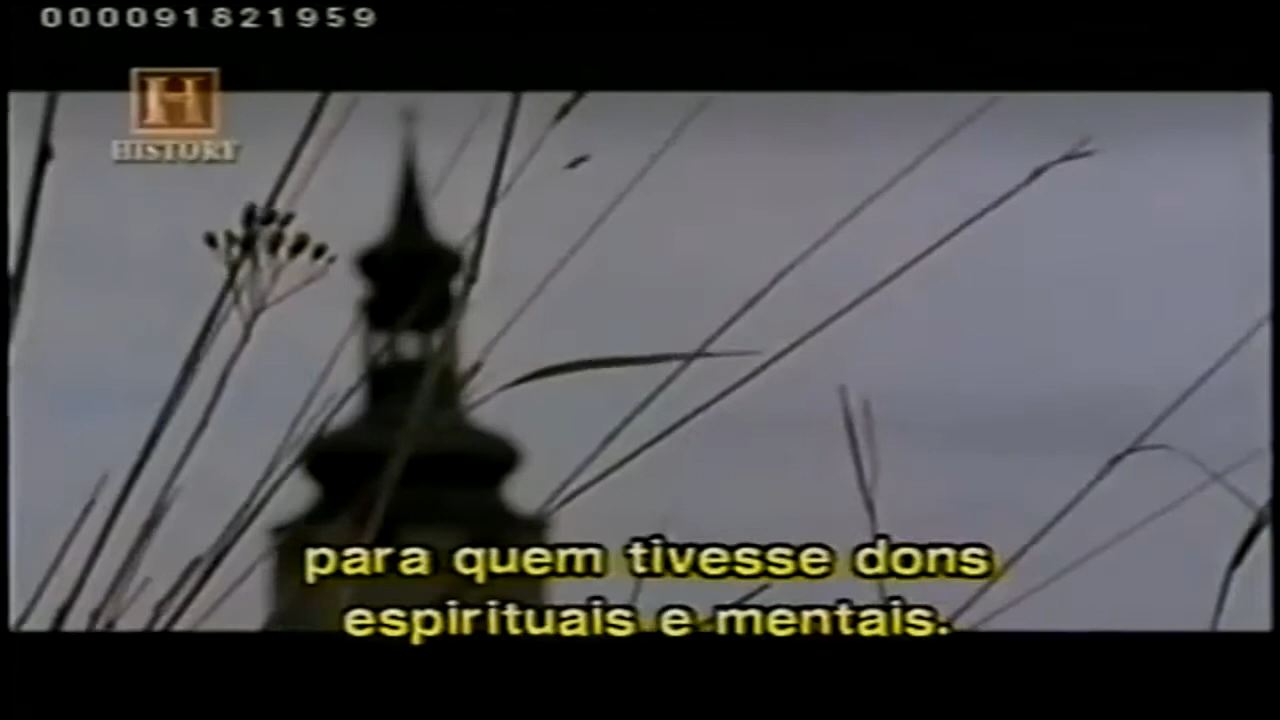 000091821959
H
HISTORY
para quem tivesse dons
espirituais e mentais.